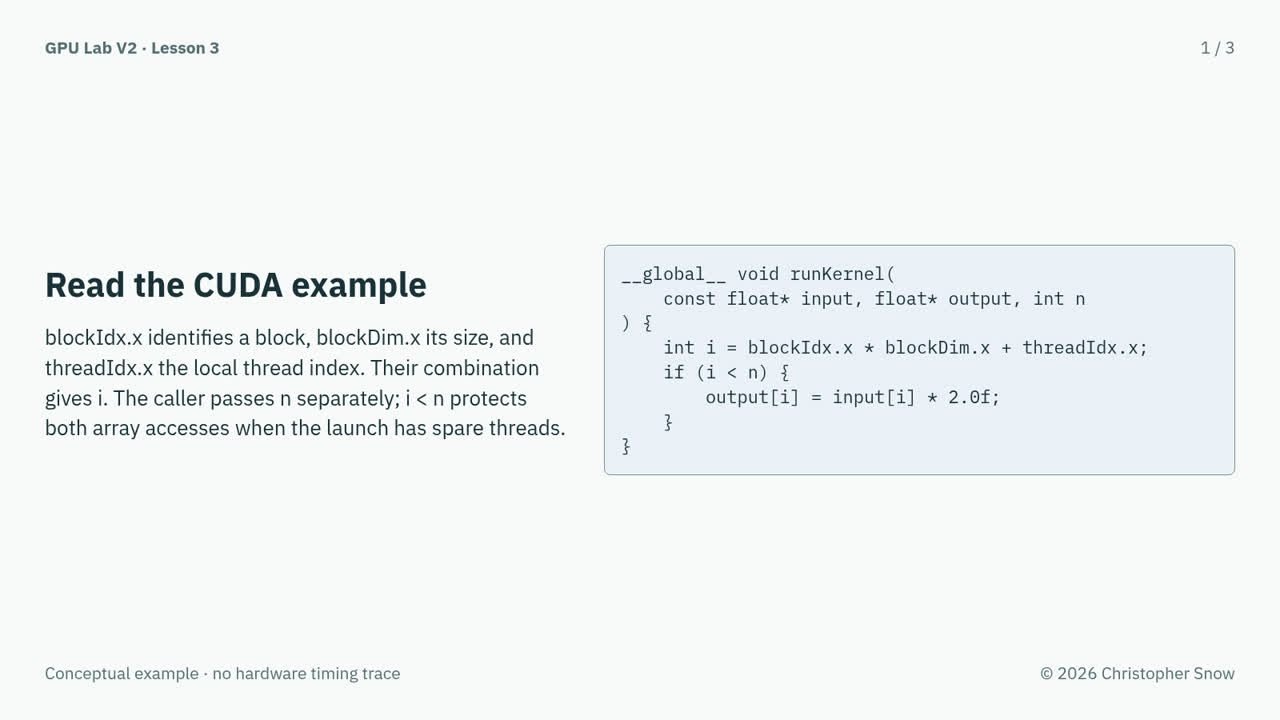 GPU Lab V2 · Lesson 3
1 / 3
Read the CUDA example
blockIdx.x identifies a block, blockDim.x its size, and
threadIdx.x the local thread index. Their combination
gives i. The caller passes n separately; i < n protects
both array accesses when the launch has spare threads.
__global__ void runKernel(
    const float* input, float* output, int n
) {
    int i = blockIdx.x * blockDim.x + threadIdx.x;
    if (i < n) {
        output[i] = input[i] * 2.0f;
    }
}
Conceptual example · no hardware timing trace
© 2026 Christopher Snow